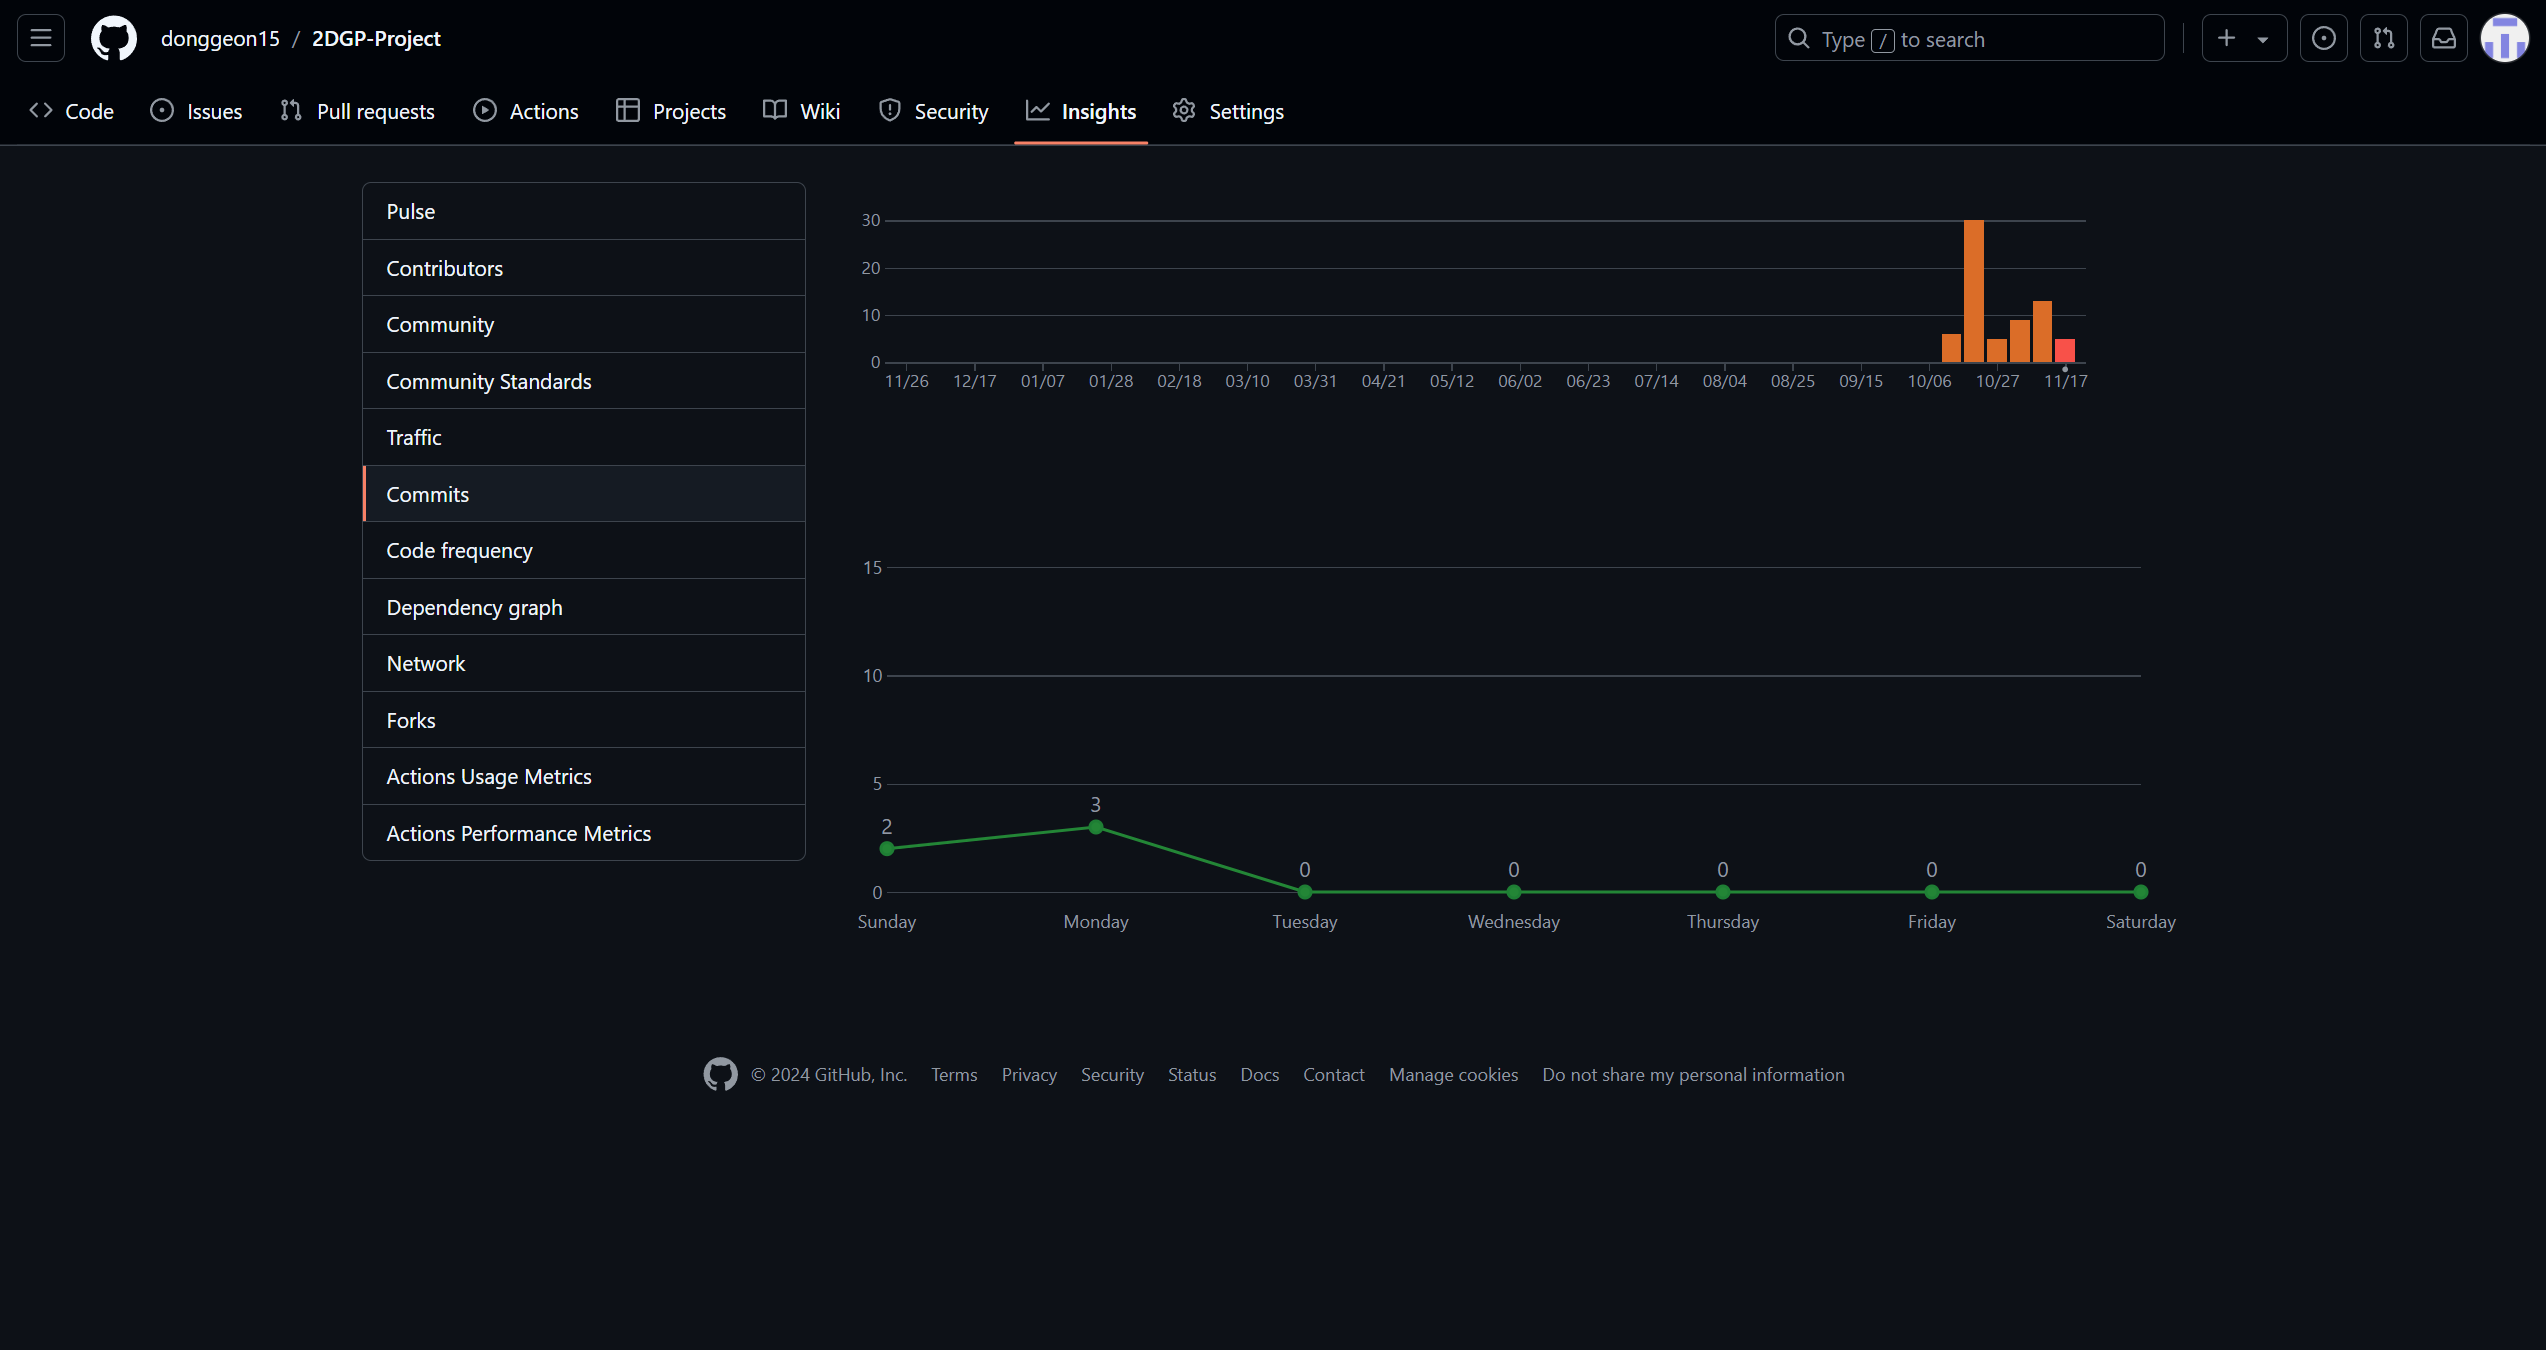 donggeon15 / 2DGP-Project
Type / to search
Code Issues Pull requests Actions Projects Wiki Security Insights Settings
Pulse
Contributors
Community
Community Standards
Traffic
Commits
Code frequency
Dependency graph
Network
Forks
Actions Usage Metrics
Actions Performance Metrics
30
20
10
0
11/26 12/17 01/07 01/28 02/18 03/10 03/31 04/21 05/12 06/02 06/23 07/14 08/04 08/25 09/15 10/06 10/27 11/17
15
10
5
3
2
0 0 0 0 0
0
Sunday Monday Tuesday Wednesday Thursday Friday Saturday
© 2024 GitHub, Inc. Terms Privacy Security Status Docs Contact Manage cookies Do not share my personal information